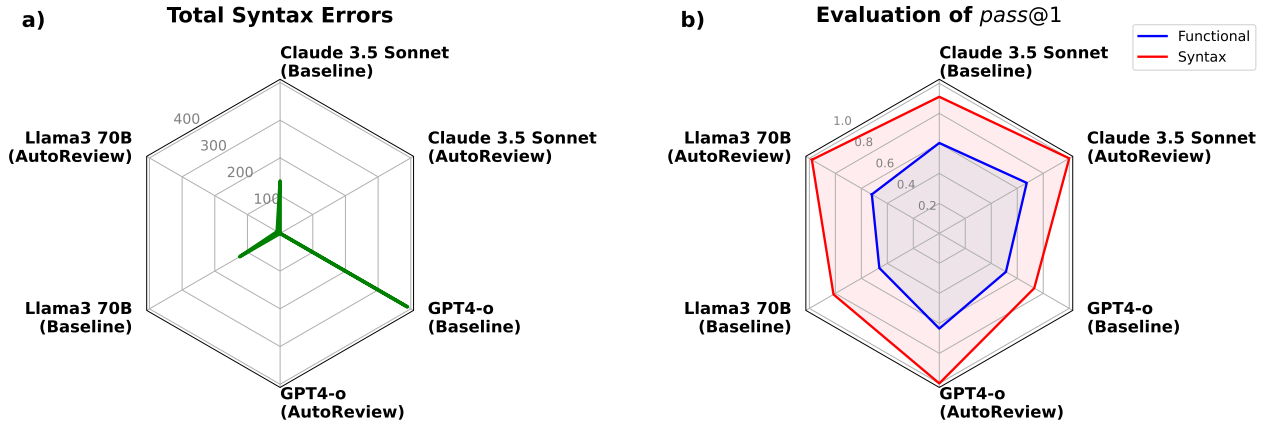 a)
Total Syntax Errors
Claude 3.5 Sonnet
(Baseline)
Claude 3.5 Sonnet
(AutoReview)
GPT4-o
(Baseline)
GPT4-o
(AutoReview)
Llama3 70B
(Baseline)
Llama3 70B
(AutoReview)
400
300
200
100
b)
Evaluation of pass@1
Functional
Syntax
Claude 3.5 Sonnet
(Baseline)
Claude 3.5 Sonnet
(AutoReview)
GPT4-o
(Baseline)
GPT4-o
(AutoReview)
Llama3 70B
(Baseline)
Llama3 70B
(AutoReview)
1.0
0.8
0.6
0.4
0.2